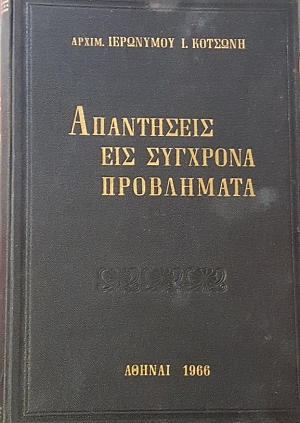 ΑΡΧΙΜ. ΙΕΡΩΝΥΜΟΥ Ι. ΚΟΤΣΩΝΗ
ΑΠΑΝΤΗΣΕΙΣ
ΕΙΣ ΣΥΓΧΡΟΝΑ
ΠΡΟΒΛΗΜΑΤΑ
ΑΘΗΝΑΙ 1966